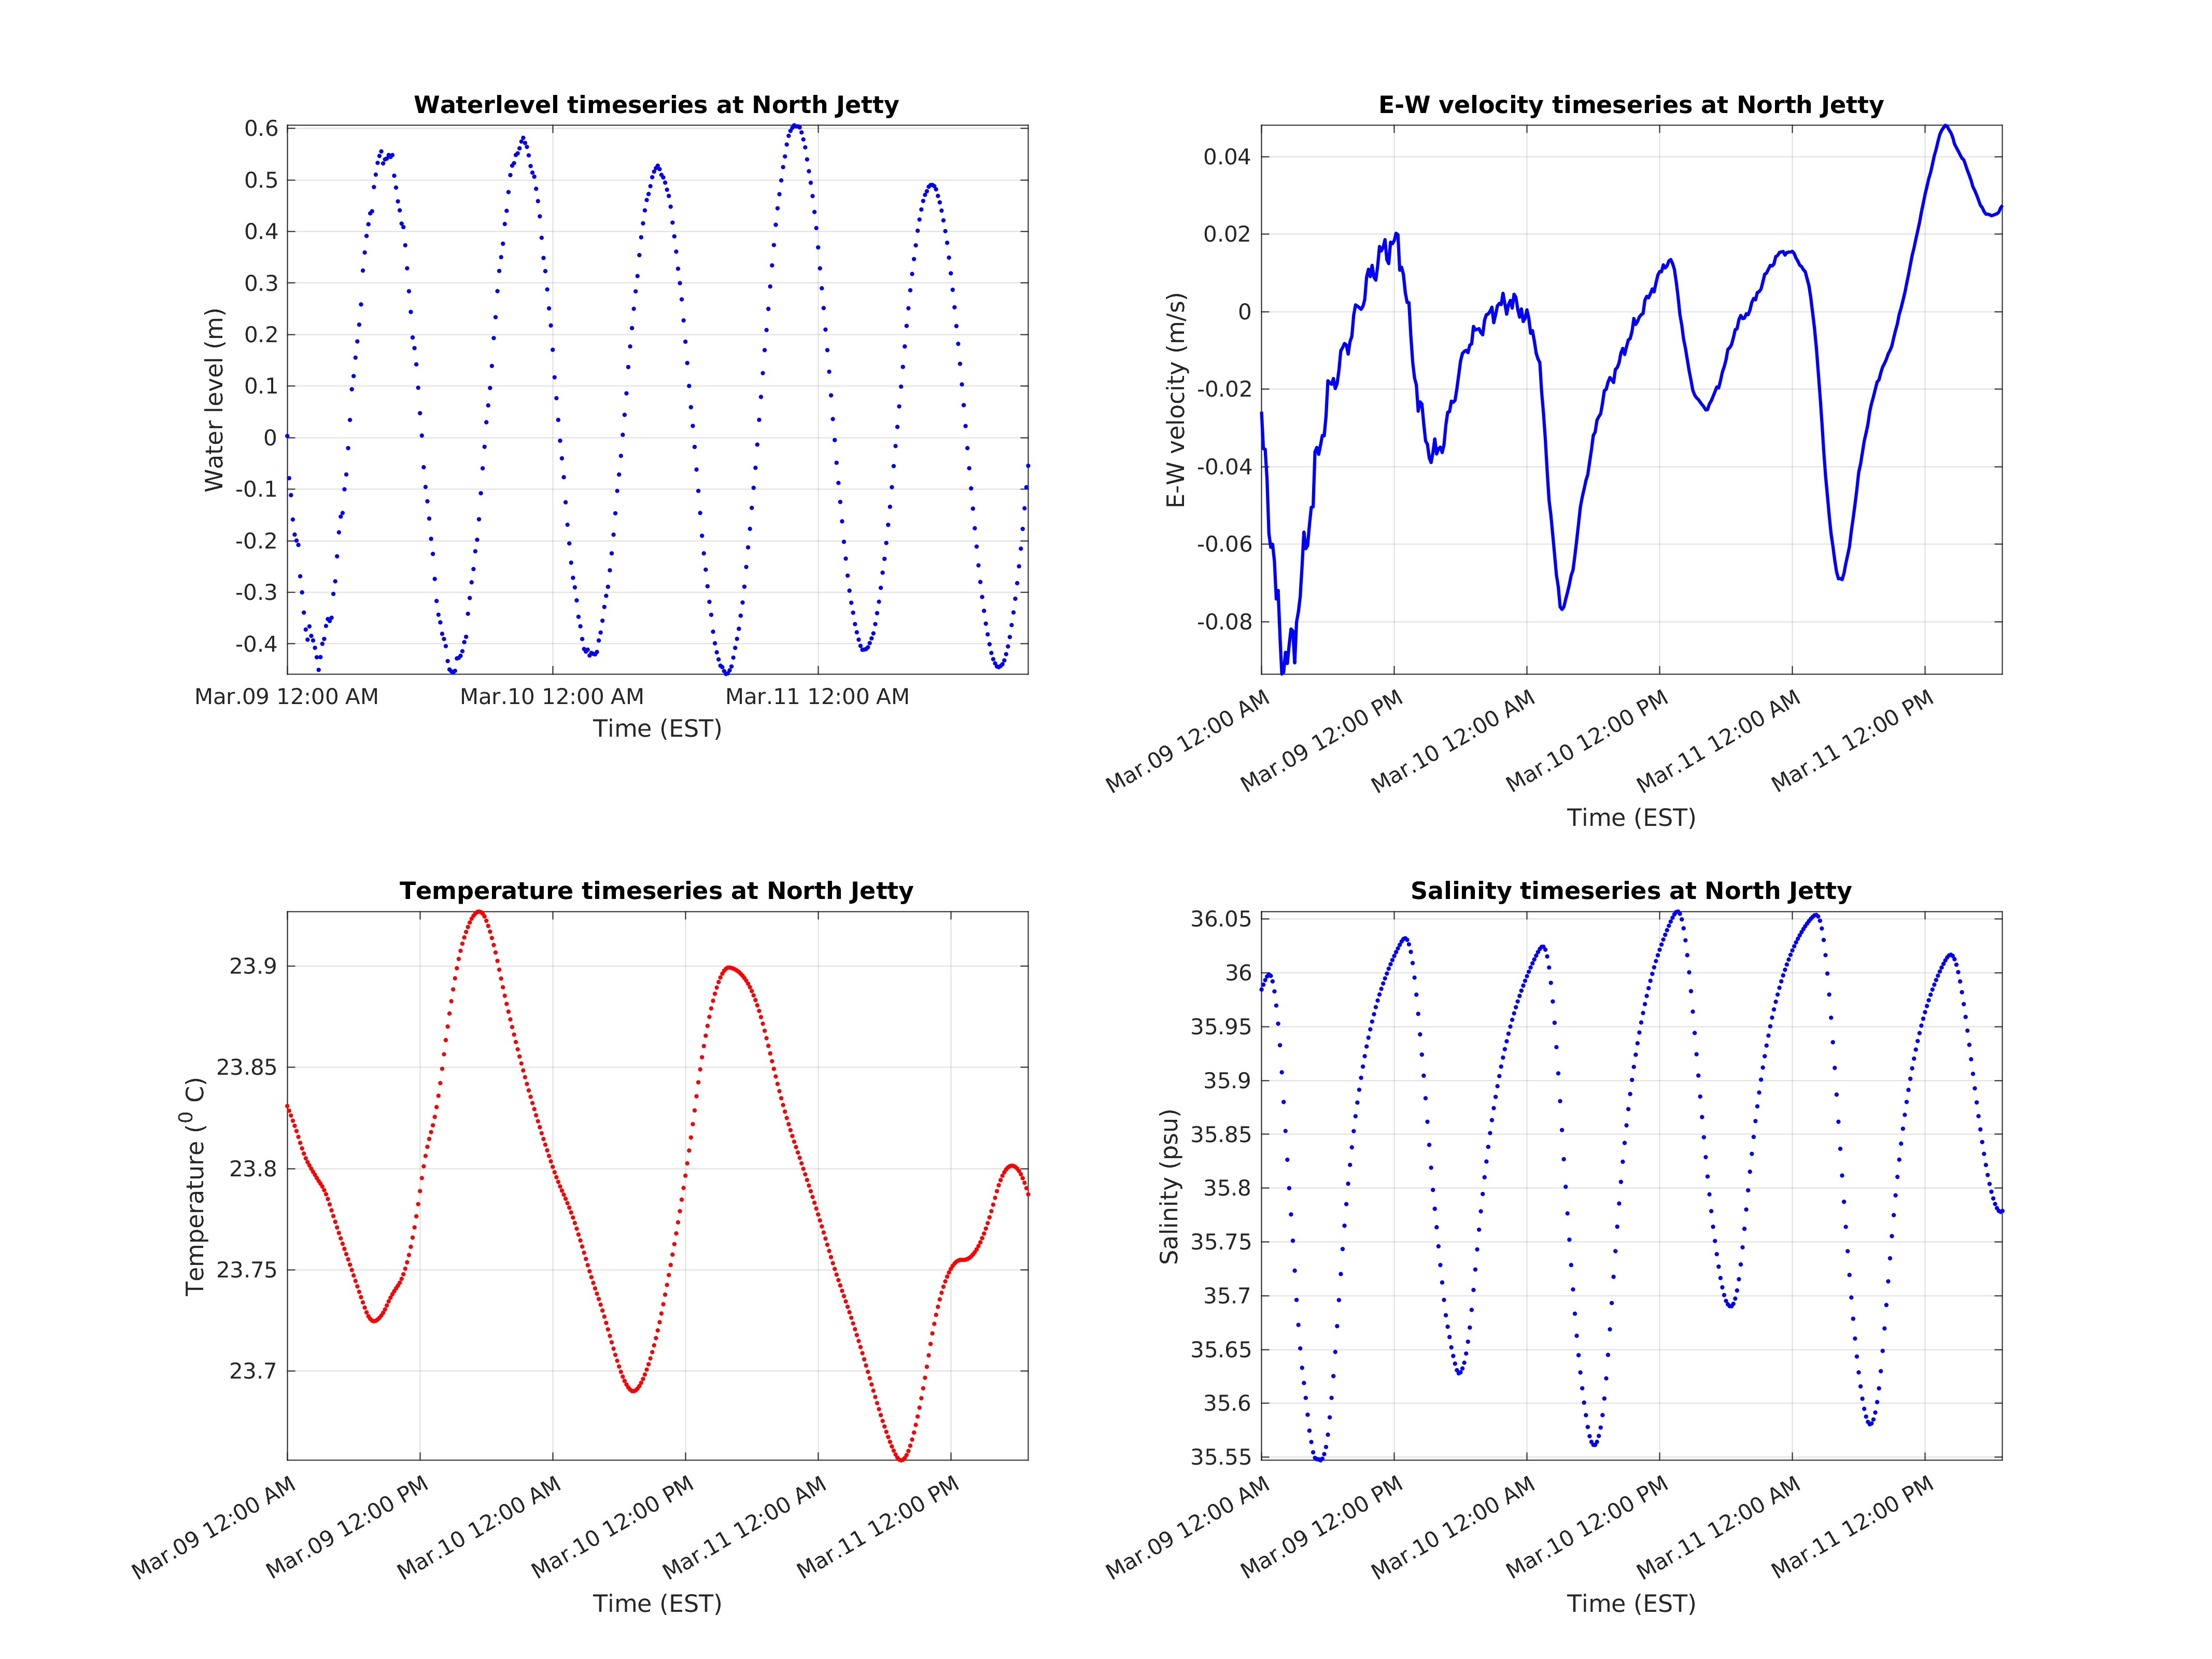 Waterlevel timeseries at North Jetty
0.6
0.5
0.4
0.3
0.2
0.1
0
-0.1
-0.2
-0.3
-0.4
Water level (m)
Mar.09 12:00 AM
Mar.10 12:00 AM
Mar.11 12:00 AM
Time (EST)
E-W velocity timeseries at North Jetty
0.04
0.02
0
-0.02
-0.04
-0.06
-0.08
E-W velocity (m/s)
Mar.09 12:00 AM
Mar.09 12:00 PM
Mar.10 12:00 AM
Mar.10 12:00 PM
Mar.11 12:00 AM
Mar.11 12:00 PM
Time (EST)
Temperature timeseries at North Jetty
23.9
23.85
23.8
23.75
23.7
Temperature (⁰ C)
Mar.09 12:00 AM
Mar.09 12:00 PM
Mar.10 12:00 AM
Mar.10 12:00 PM
Mar.11 12:00 AM
Mar.11 12:00 PM
Time (EST)
Salinity timeseries at North Jetty
36.05
36
35.95
35.9
35.85
35.8
35.75
35.7
35.65
35.6
35.55
Salinity (psu)
Mar.09 12:00 AM
Mar.09 12:00 PM
Mar.10 12:00 AM
Mar.10 12:00 PM
Mar.11 12:00 AM
Mar.11 12:00 PM
Time (EST)